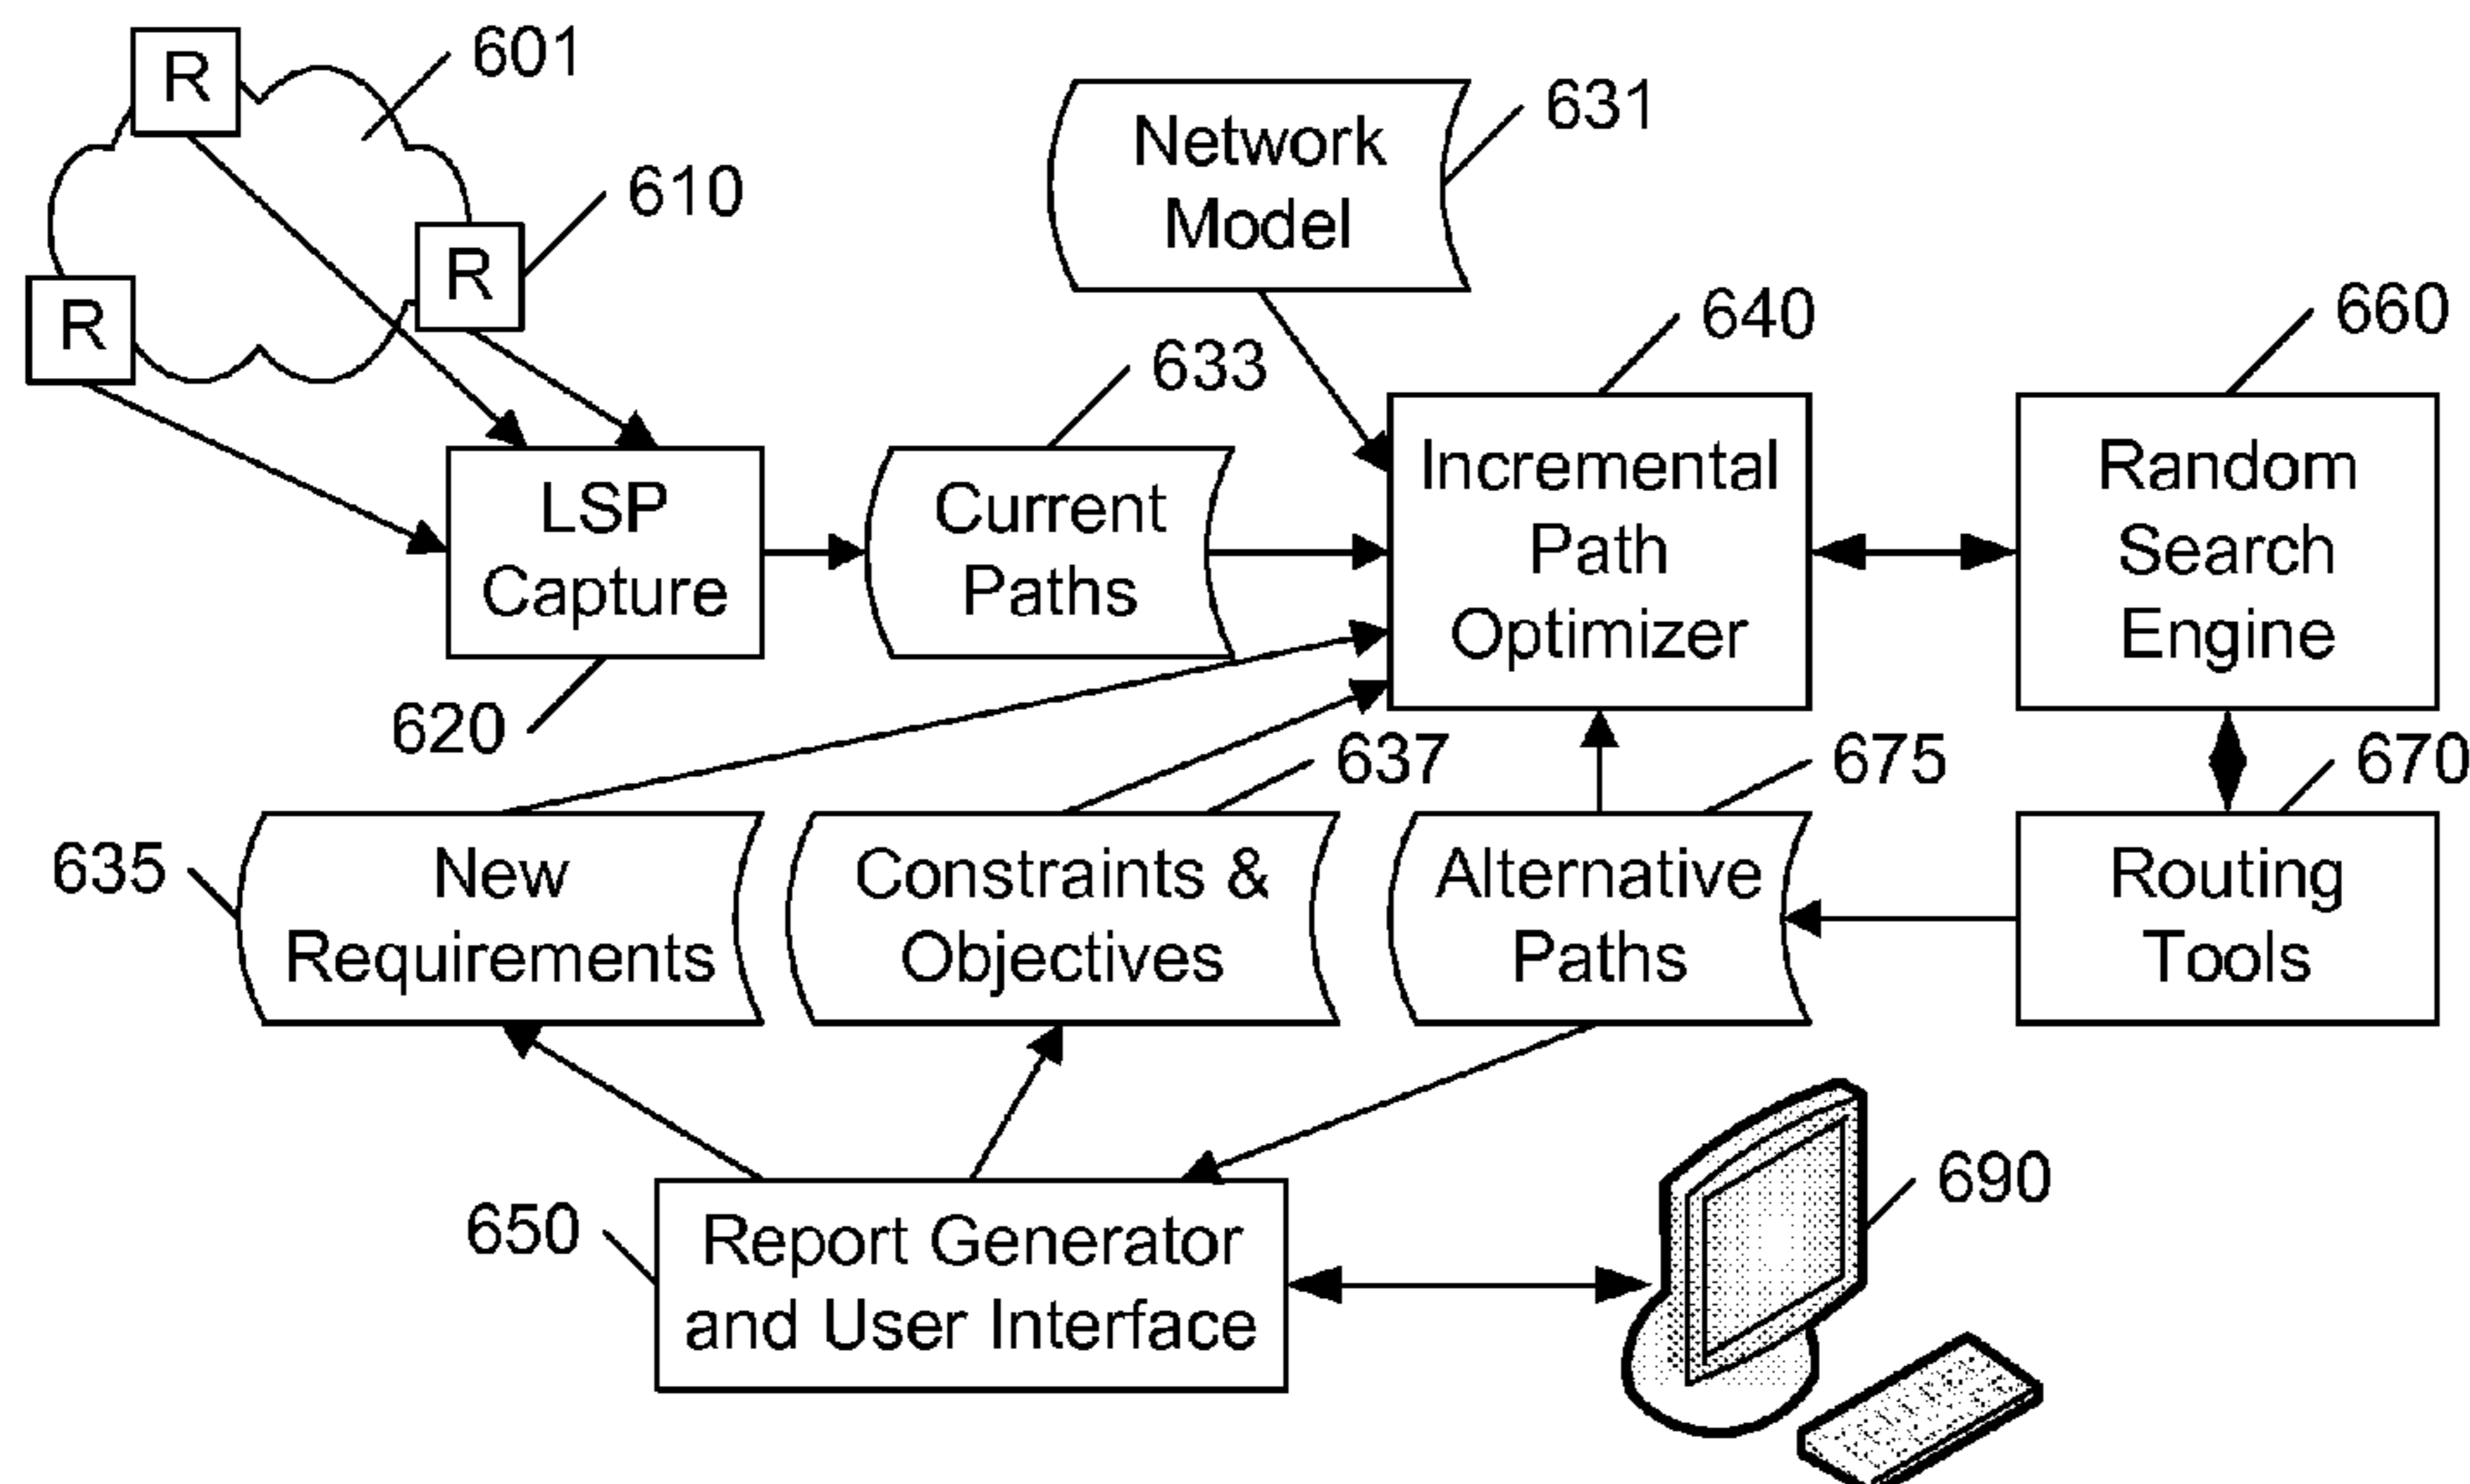 R
601
Network
Model
631
R
610
R
640
660
633
LSP
Capture
Current
Paths
Incremental
Path
Optimizer
Random
Search
Engine
620
637
675
670
635
New
Requirements
Constraints &
Objectives
Alternative
Paths
Routing
Tools
650
Report Generator
and User Interface
690